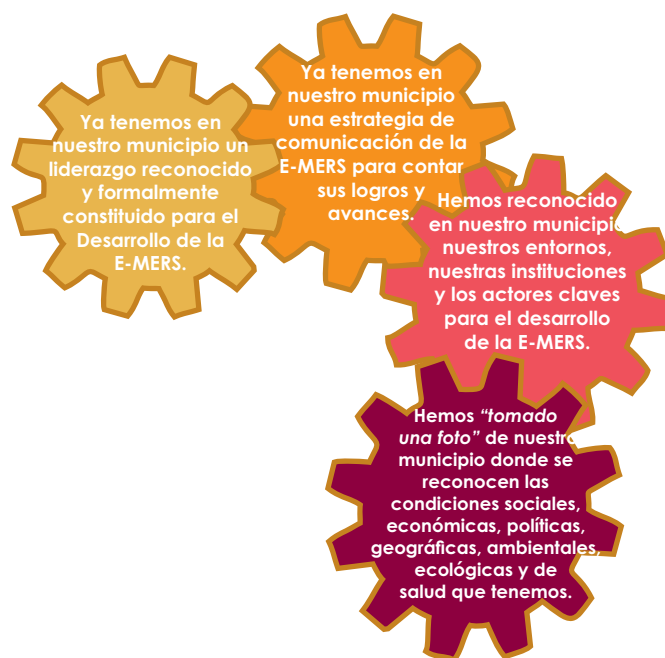 Ya tenemos en
nuestro municipio un
liderazgo reconocido
y formalmente
constituido para el
Desarrollo de la
E-MERS.
Ya tenemos en
nuestro municipio
una estrategia de
comunicación de la
E-MERS para contar
sus logros y
avances.
Hemos reconocido
en nuestro municipio
nuestros entornos,
nuestras instituciones
y los actores claves
para el desarrollo
de la E-MERS.
Hemos “tomado
una foto” de nuestro
municipio donde se
reconocen las
condiciones sociales,
económicas, políticas,
geográficas, ambientales,
ecológicas y de
salud que tenemos.